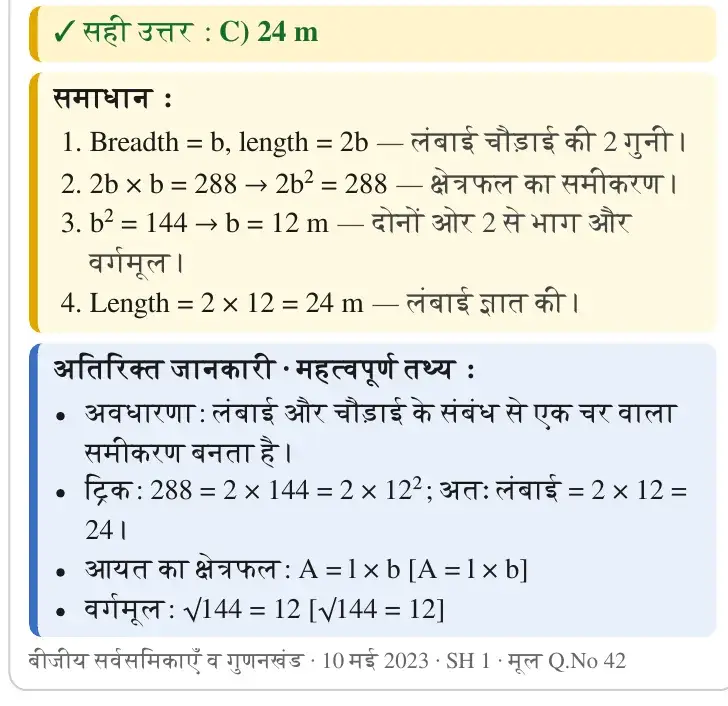 ✓ सही उत्तर : C) 24 m
समाधान :
1. Breadth = b, length = 2b — लंबाई चौड़ाई की 2 गुनी।
2. 2b × b = 288 → 2b² = 288 — क्षेत्रफल का समीकरण।
3. b² = 144 → b = 12 m — दोनों ओर 2 से भाग और
वर्गमूल।
4. Length = 2 × 12 = 24 m — लंबाई ज्ञात की।
अतिरिक्त जानकारी · महत्वपूर्ण तथ्य :
• अवधारणा : लंबाई और चौड़ाई के संबंध से एक चर वाला
समीकरण बनता है।
• ट्रिक : 288 = 2 × 144 = 2 × 12² ; अतः लंबाई = 2 × 12 =
24।
• आयत का क्षेत्रफल : A = l × b [A = l × b]
• वर्गमूल : √144 = 12 [√144 = 12]
बीजीय सर्वसमिकाएँ व गुणनखंड · 10 मई 2023 · SH 1 · मूल Q.No 42